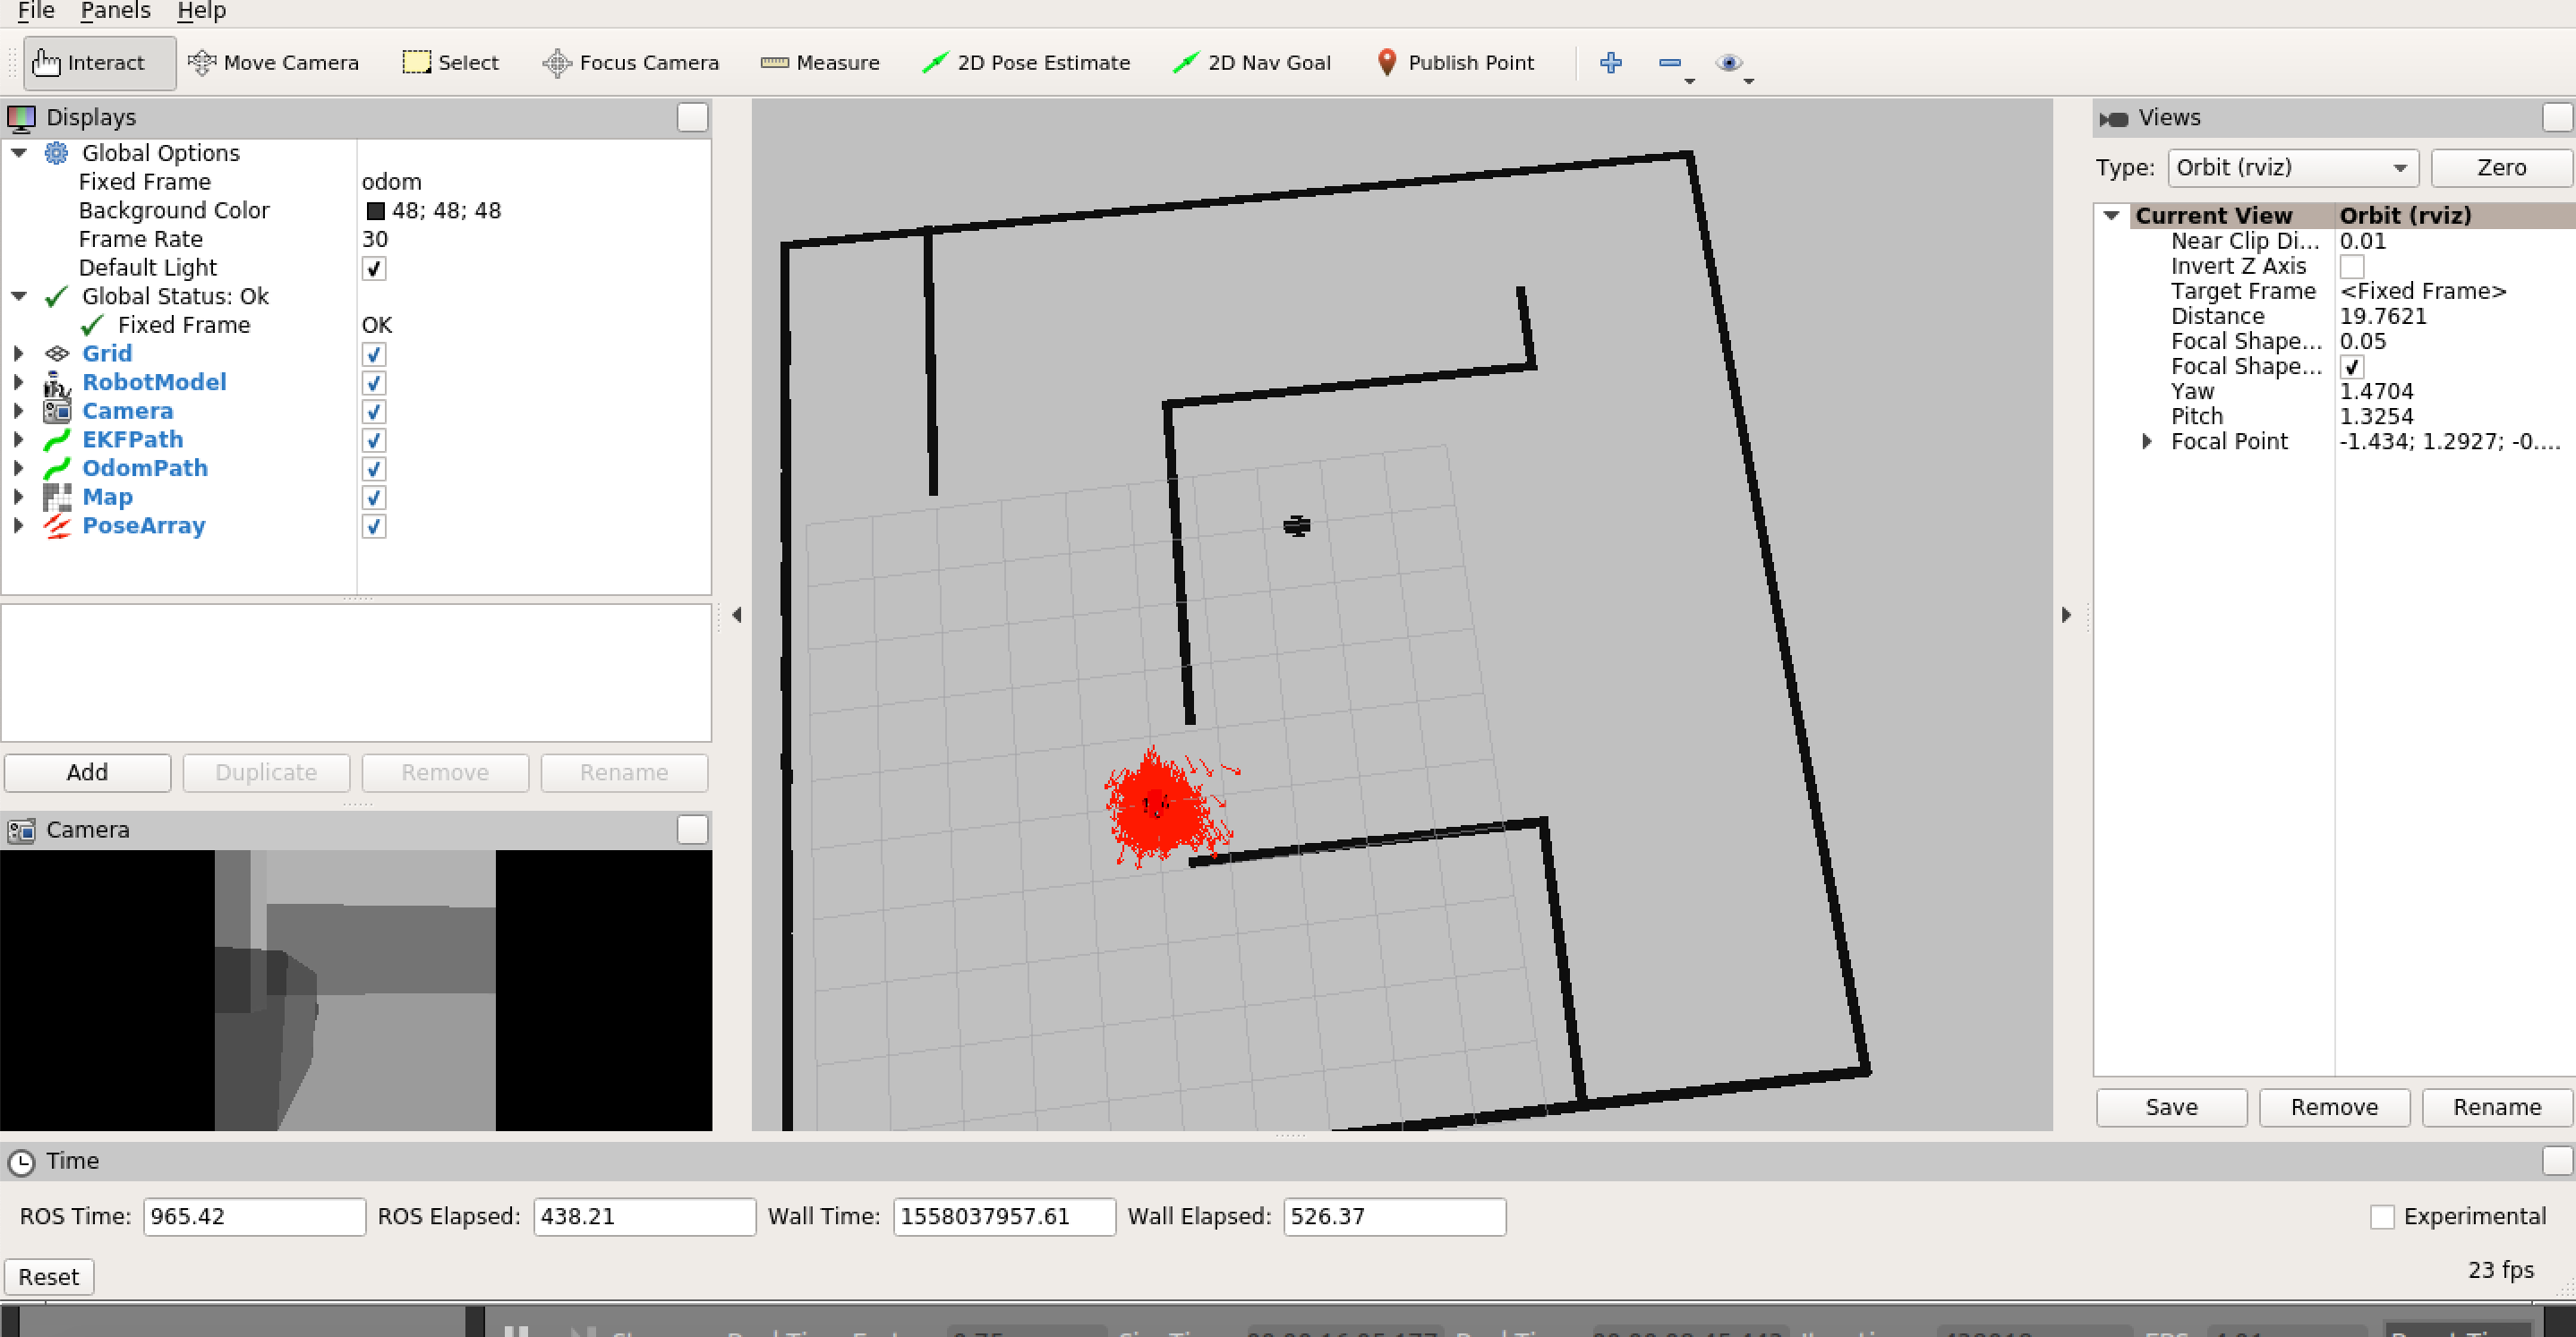 File Panels Help
Interact Move Camera Select Focus Camera Measure 2D Pose Estimate 2D Nav Goal Publish Point
Displays
Global Options
Fixed Frame odom
Background Color 48; 48; 48
Frame Rate 30
Default Light
Global Status: Ok
Fixed Frame OK
Grid
RobotModel
Camera
EKFPath
OdomPath
Map
PoseArray
Add Duplicate Remove Rename
Camera
Views
Type: Orbit (rviz) Zero
Current View Orbit (rviz)
Near Clip Di... 0.01
Invert Z Axis
Target Frame <Fixed Frame>
Distance 19.7621
Focal Shape... 0.05
Focal Shape...
Yaw 1.4704
Pitch 1.3254
Focal Point -1.434; 1.2927; -0....
Save Remove Rename
Time
ROS Time: 965.42 ROS Elapsed: 438.21 Wall Time: 1558037957.61 Wall Elapsed: 526.37 Experimental
Reset 23 fps